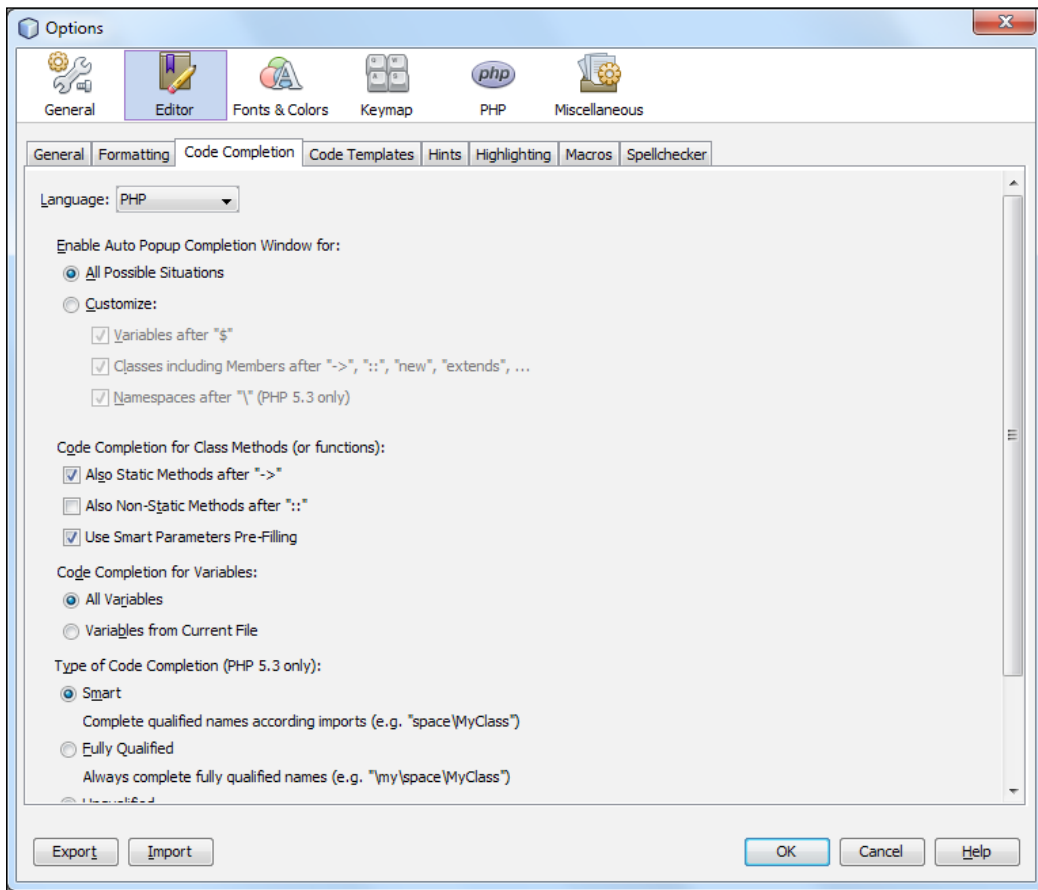 Options
php
General Editor Fonts & Colors Keymap PHP Miscellaneous
General Formatting Code Completion Code Templates Hints Highlighting Macros Spellchecker
Language: PHP
Enable Auto Popup Completion Window for:
All Possible Situations
Customize:
Variables after "$"
Classes including Members after "->", "::", "new", "extends", ...
Namespaces after "\" (PHP 5.3 only)
Code Completion for Class Methods (or functions):
Also Static Methods after "->"
Also Non-Static Methods after "::"
Use Smart Parameters Pre-Filling
Code Completion for Variables:
All Variables
Variables from Current File
Type of Code Completion (PHP 5.3 only):
Smart
Complete qualified names according imports (e.g. "space\MyClass")
Fully Qualified
Always complete fully qualified names (e.g. "\my\space\MyClass")
Unqualified
Export Import OK Cancel Help